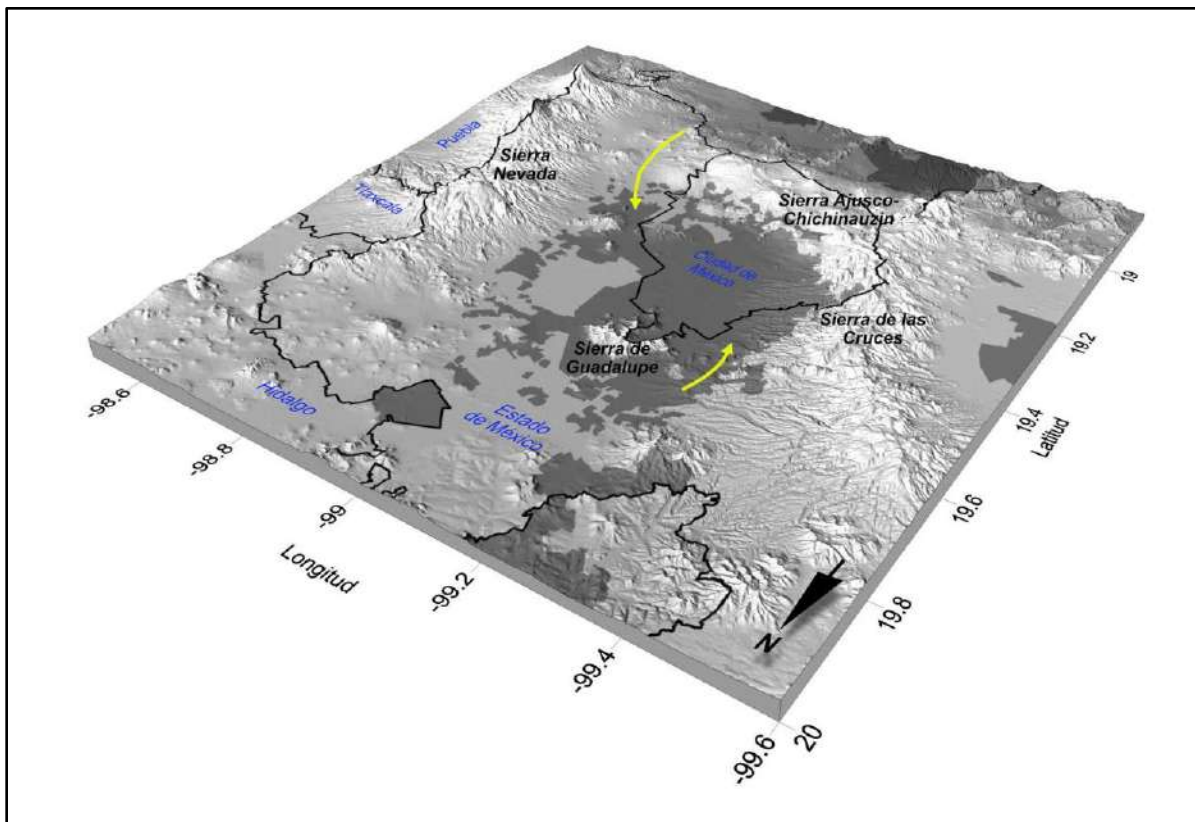 Puebla
Sierra
Nevada
Tlaxcala
Sierra Ajusco-
Chichinauzin
Ciudad de
Mexico
Sierra de las
Cruces
Sierra de
Guadalupe
Hidalgo
Estado
de México
-98.6
-98.8
-99
-99.2
-99.4
-99.6
Longitud
19
19.2
19.4
19.6
19.8
20
Latitud
N